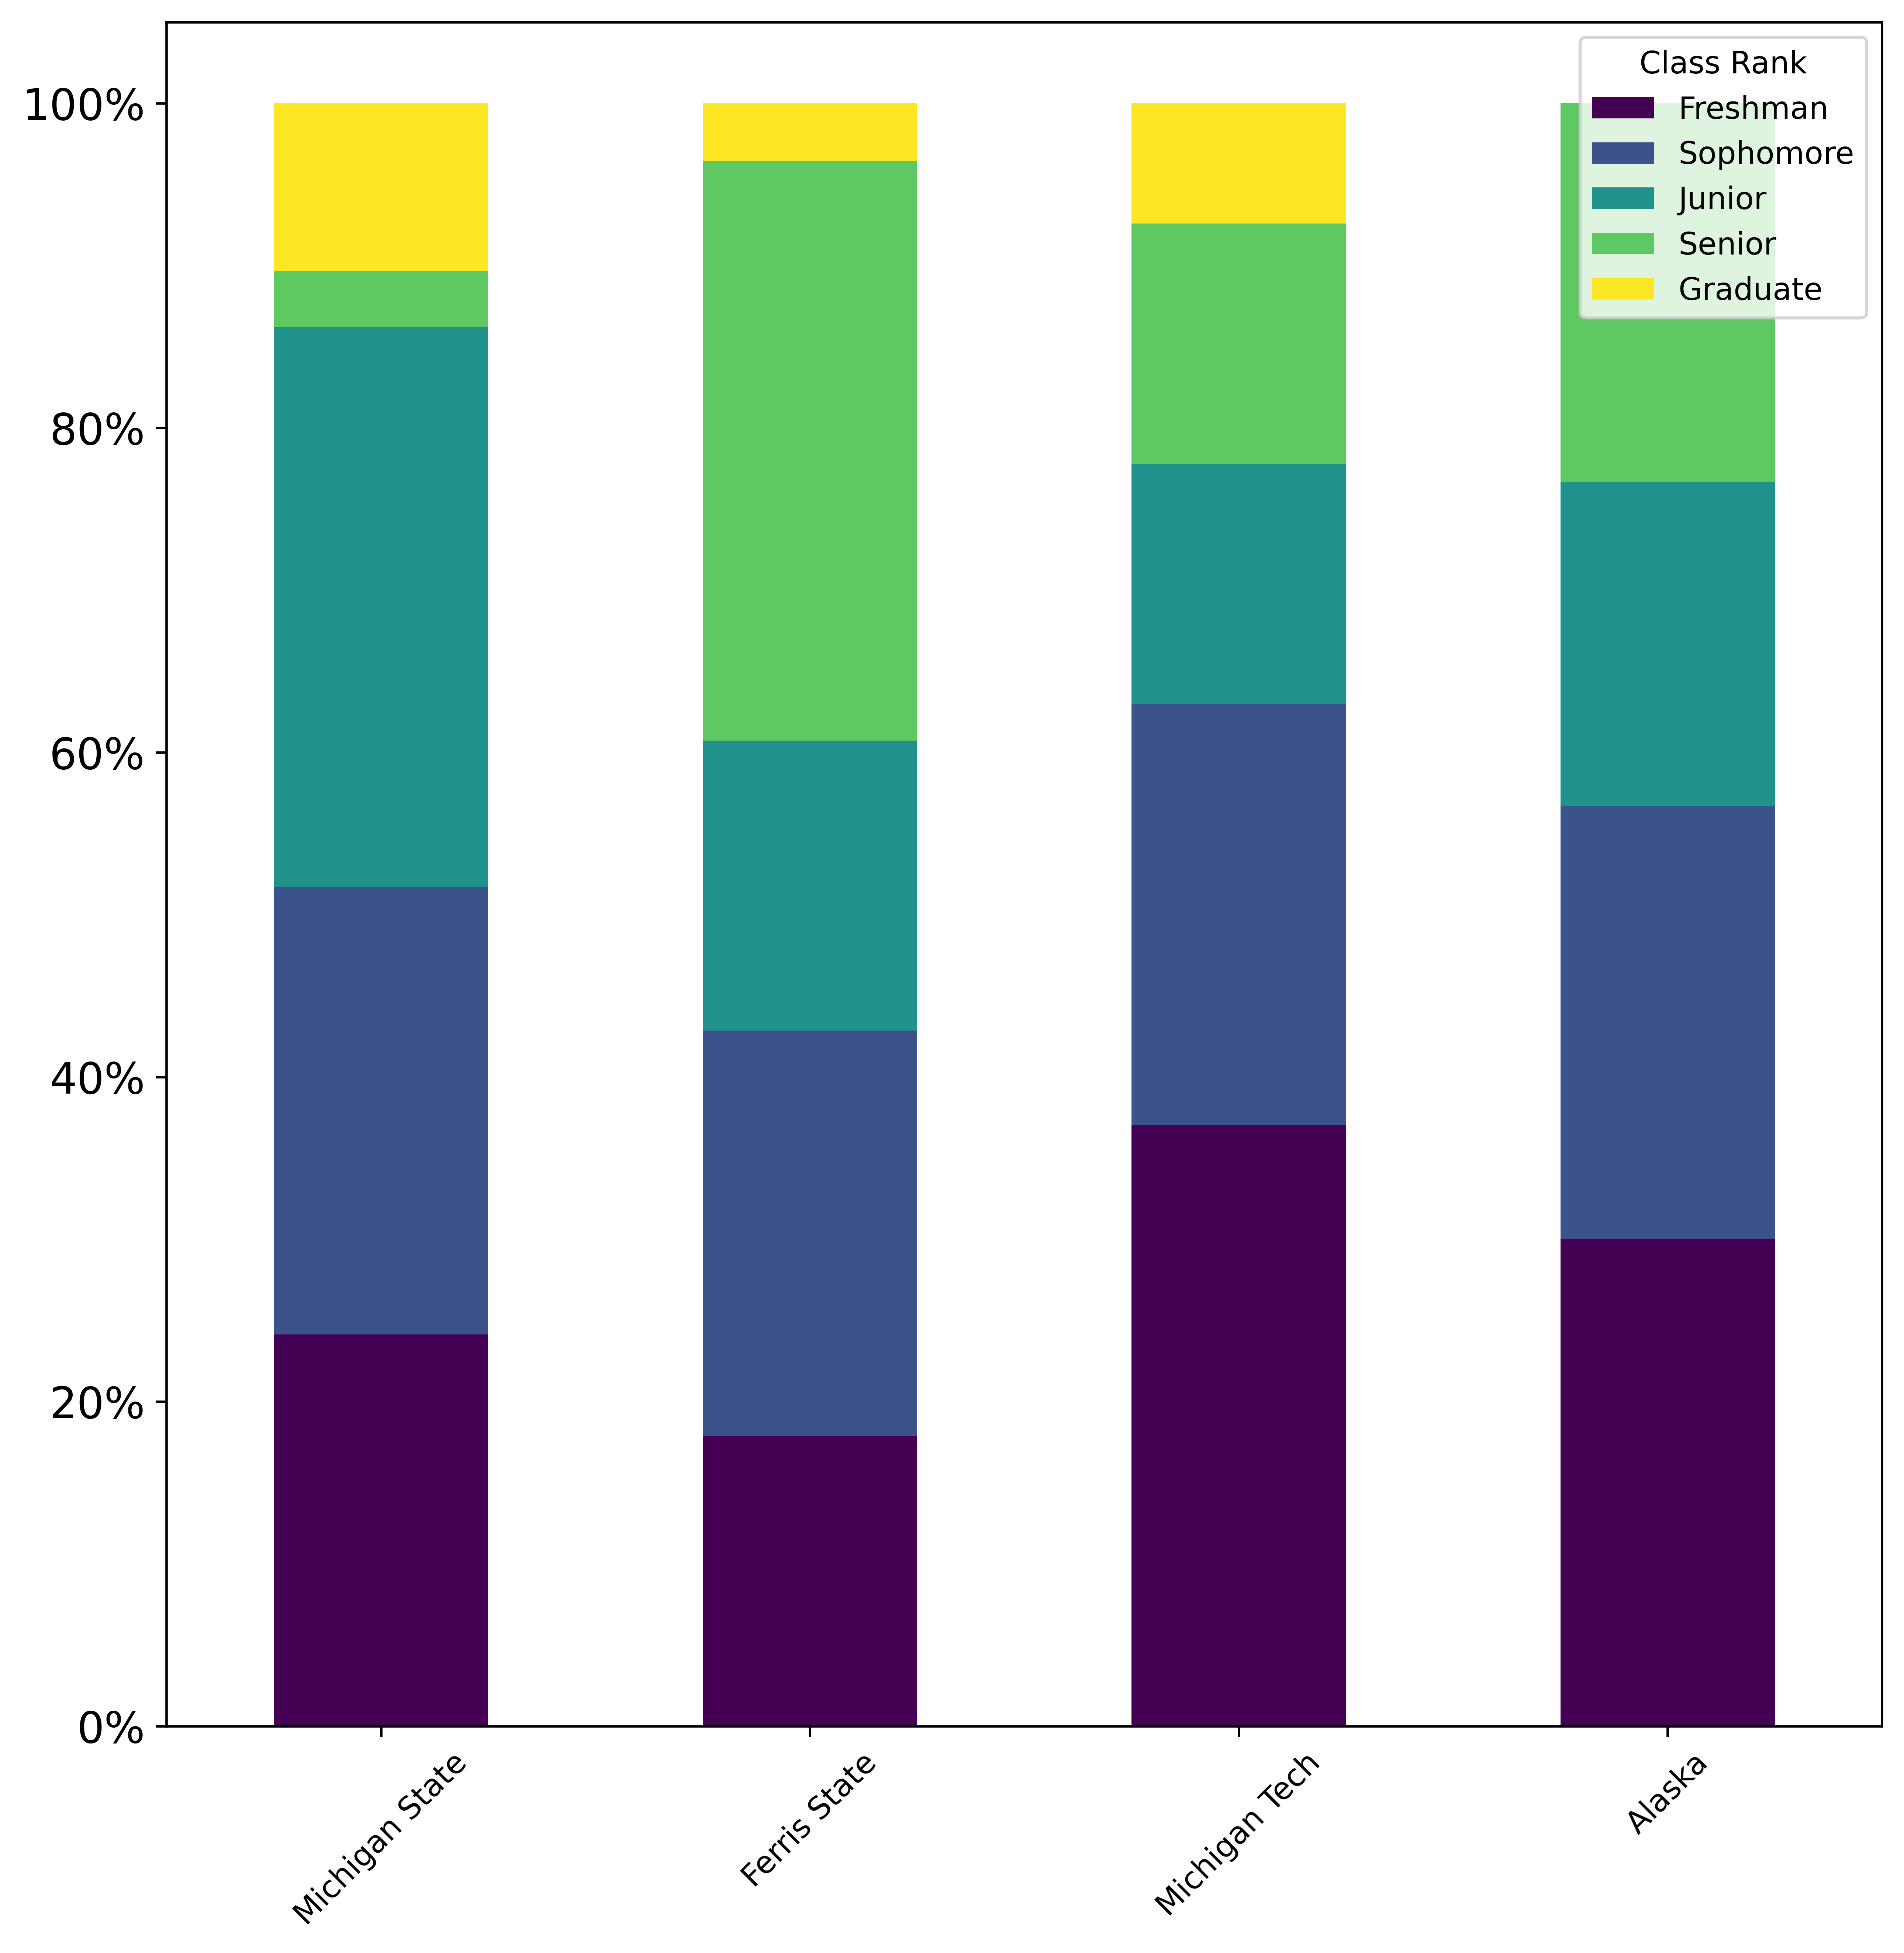 Class Rank
Freshman
Sophomore
Junior
Senior
Graduate
100%
80%
60%
40%
20%
0%
Michigan State
Ferris State
Michigan Tech
Alaska